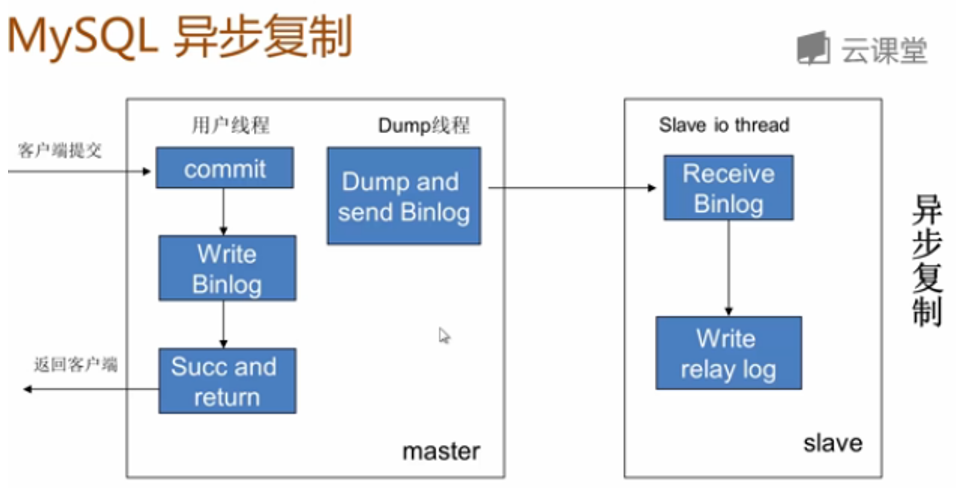 MySQL 异步复制
云课堂
用户线程
Dump线程
Slave io thread
客户端提交
commit
Dump and
send Binlog
Receive
Binlog
Write
Binlog
异步复制
Write
relay log
返回客户端
Succ and
return
master
slave